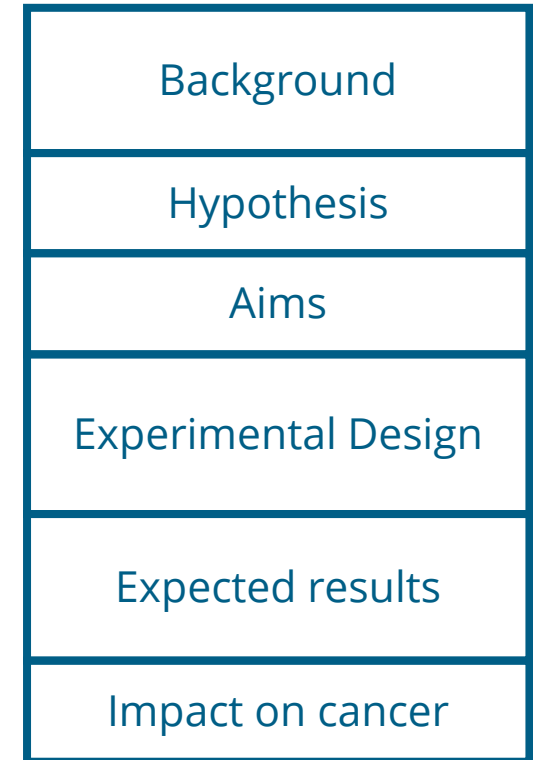 Background
Hypothesis
Aims
Experimental Design
Expected results
Impact on cancer